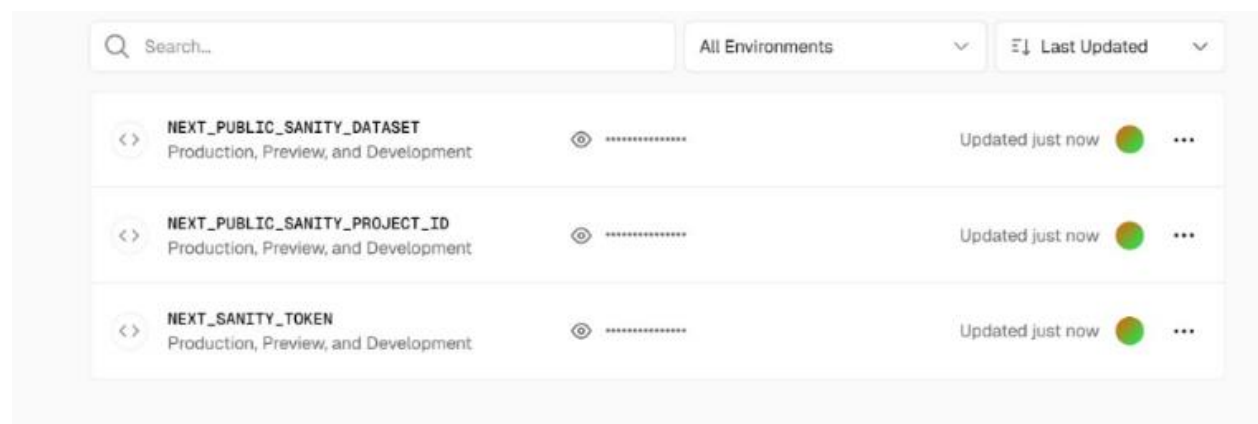 Search...
All Environments
Last Updated
NEXT_PUBLIC_SANITY_DATASET
Production, Preview, and Development
•••••••••••••••
Updated just now
NEXT_PUBLIC_SANITY_PROJECT_ID
Production, Preview, and Development
•••••••••••••••
Updated just now
NEXT_SANITY_TOKEN
Production, Preview, and Development
•••••••••••••••
Updated just now